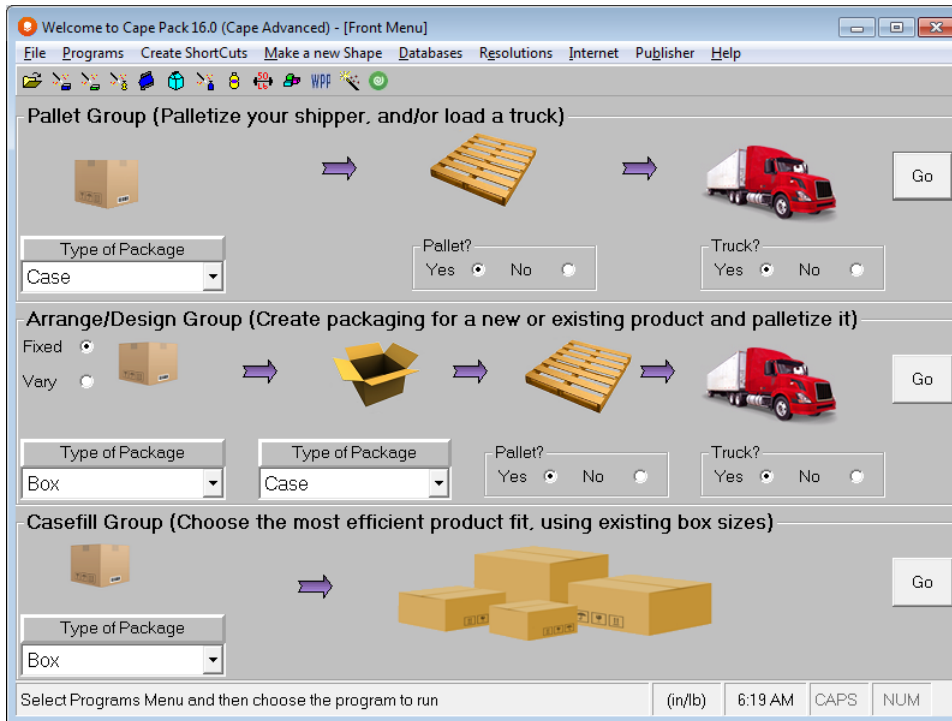 Welcome to Cape Pack 16.0 (Cape Advanced) - [Front Menu]
File Programs Create ShortCuts Make a new Shape Databases Resolutions Internet Publisher Help
WPP
Pallet Group (Palletize your shipper, and/or load a truck)
Go
Type of Package
Case
Pallet?
Yes No
Truck?
Yes No
Arrange/Design Group (Create packaging for a new or existing product and palletize it)
Fixed
Vary
Go
Type of Package
Box
Type of Package
Case
Pallet?
Yes No
Truck?
Yes No
Casefill Group (Choose the most efficient product fit, using existing box sizes)
Go
Type of Package
Box
Select Programs Menu and then choose the program to run (in/lb) 6:19 AM CAPS NUM